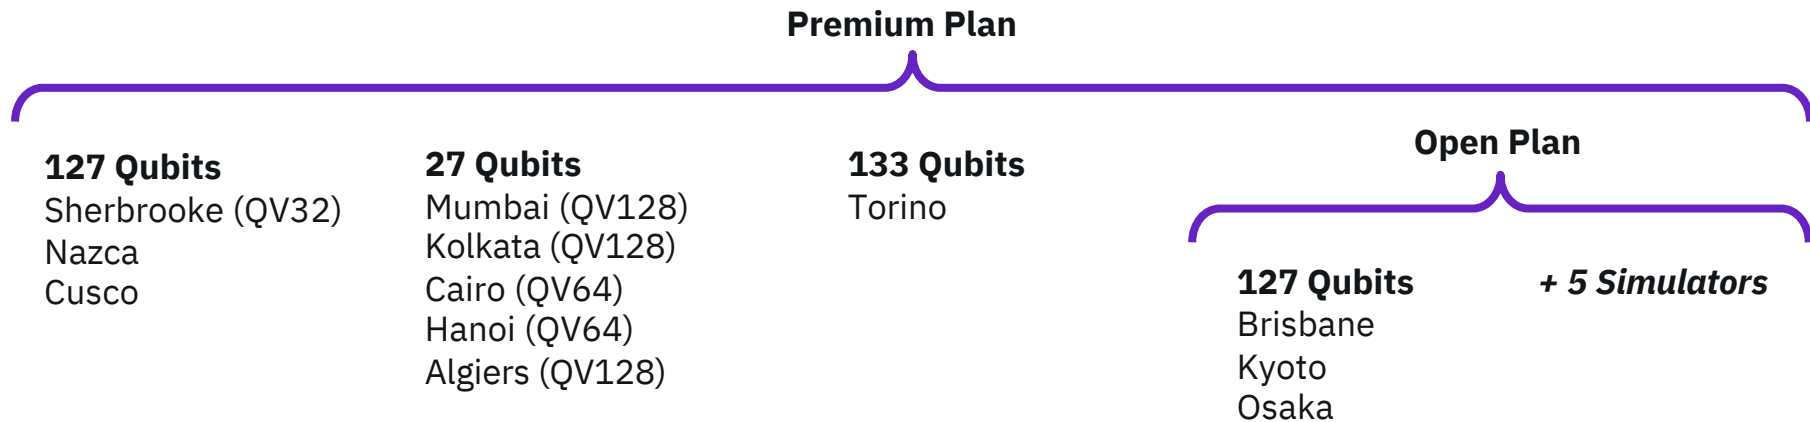 Premium Plan
127 Qubits
Sherbrooke (QV32)
Nazca
Cusco
27 Qubits
Mumbai (QV128)
Kolkata (QV128)
Cairo (QV64)
Hanoi (QV64)
Algiers (QV128)
133 Qubits
Torino
Open Plan
127 Qubits
Brisbane
Kyoto
Osaka
+ 5 Simulators